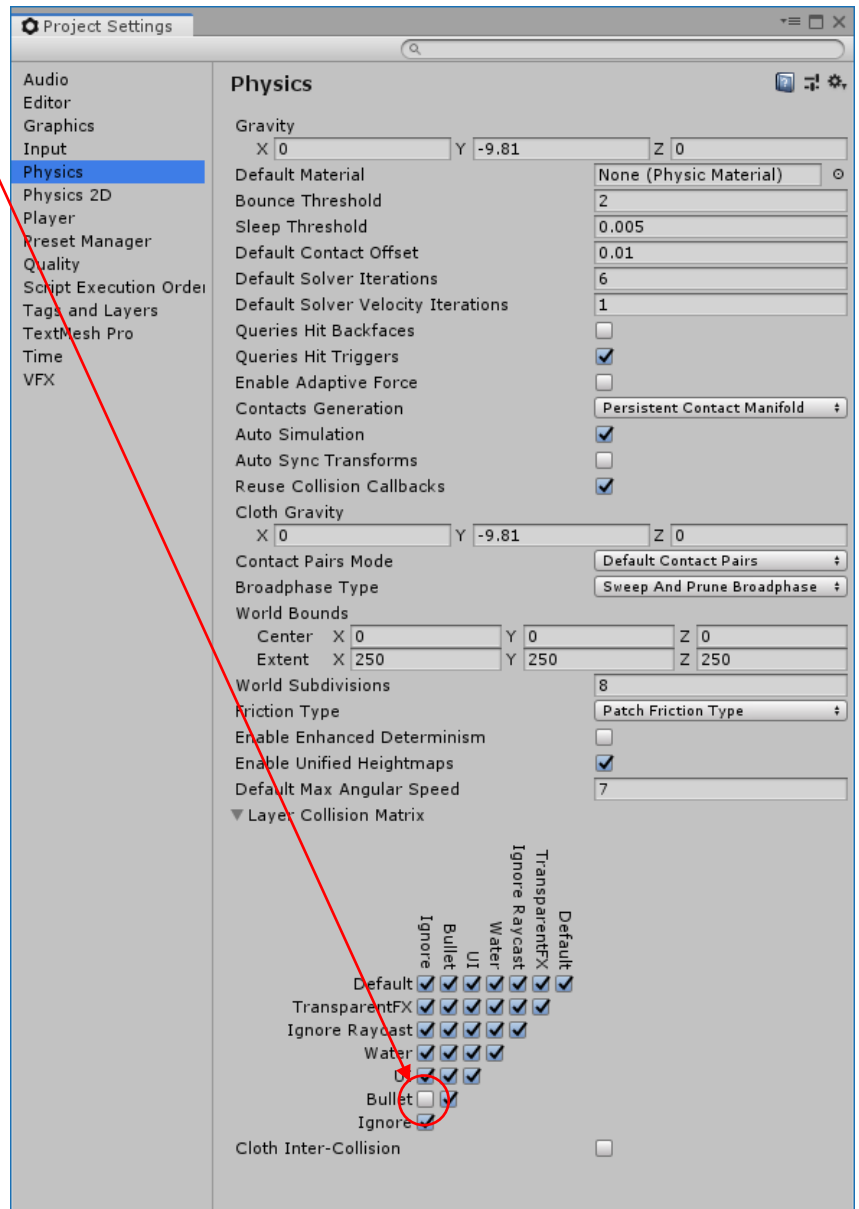 Project Settings
Audio
Editor
Graphics
Input
Physics
Physics 2D
Player
Preset Manager
Quality
Script Execution Order
Tags and Layers
TextMesh Pro
Time
VFX
Physics
Gravity
X 0 Y -9.81 Z 0
Default Material None (Physic Material)
Bounce Threshold 2
Sleep Threshold 0.005
Default Contact Offset 0.01
Default Solver Iterations 6
Default Solver Velocity Iterations 1
Queries Hit Backfaces
Queries Hit Triggers
Enable Adaptive Force
Contacts Generation Persistent Contact Manifold
Auto Simulation
Auto Sync Transforms
Reuse Collision Callbacks
Cloth Gravity
X 0 Y -9.81 Z 0
Contact Pairs Mode Default Contact Pairs
Broadphase Type Sweep And Prune Broadphase
World Bounds
Center X 0 Y 0 Z 0
Extent X 250 Y 250 Z 250
World Subdivisions 8
Friction Type Patch Friction Type
Enable Enhanced Determinism
Enable Unified Heightmaps
Default Max Angular Speed 7
Layer Collision Matrix
Ignore
Bullet
UI
Water
Ignore Raycast
TransparentFX
Default
Default
TransparentFX
Ignore Raycast
Water
UI
Bullet
Ignore
Cloth Inter-Collision